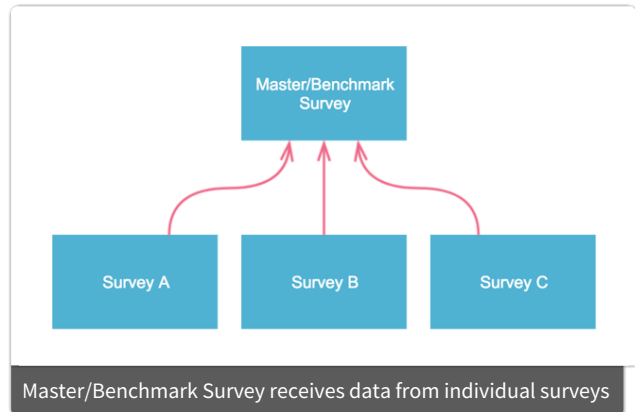 Master/Benchmark
Survey
Survey A
Survey B
Survey C
Master/Benchmark Survey receives data from individual surveys